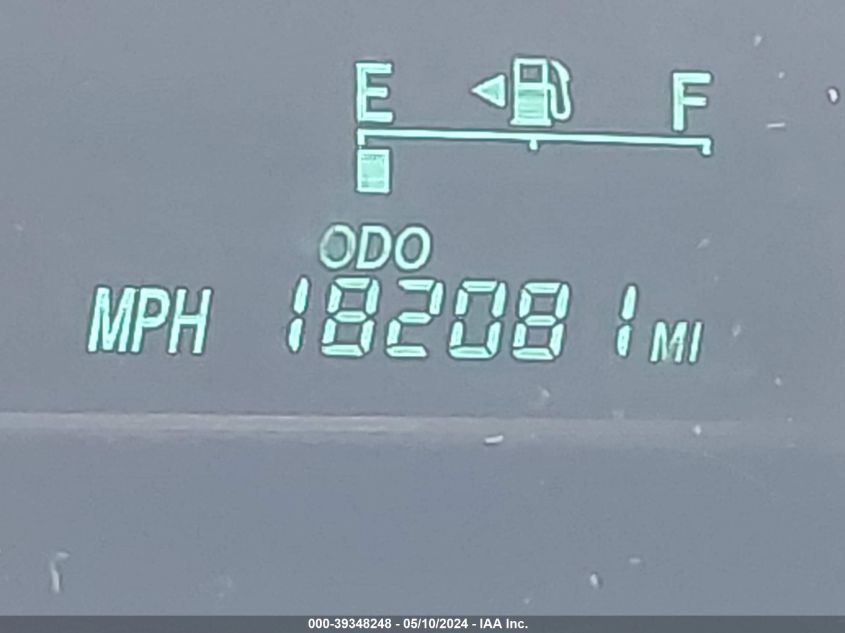 E F
ODO
MPH 182081 MI
000-39348248 - 05/10/2024 - IAA Inc.